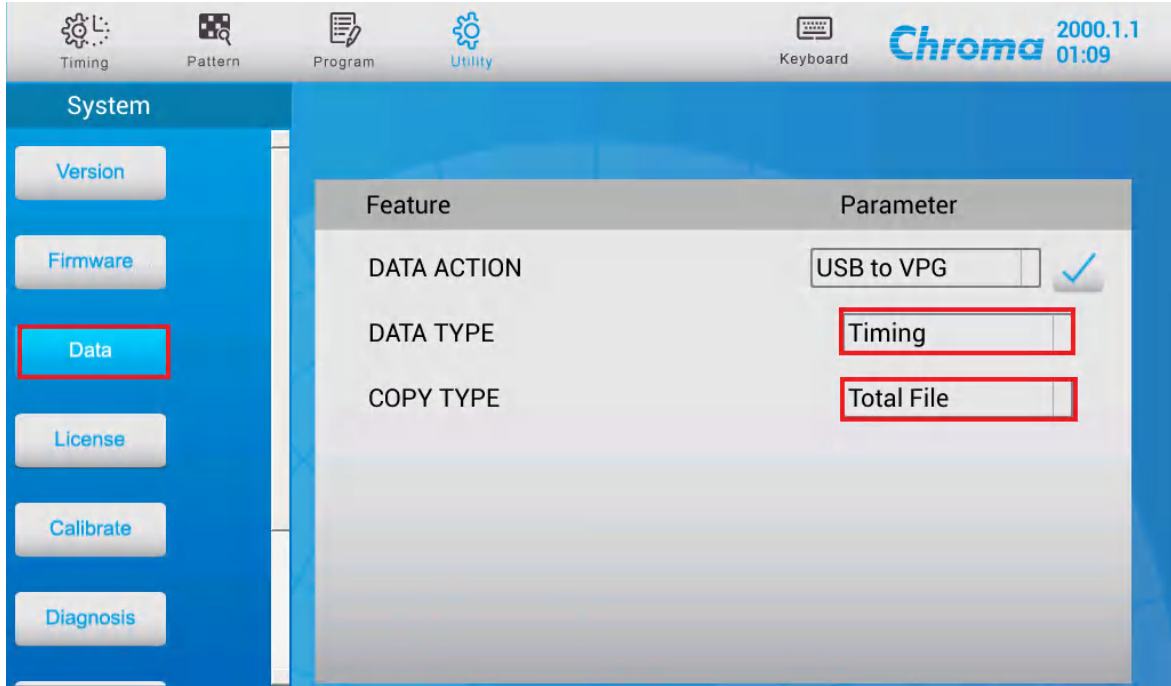 Timing Pattern Program Utility Keyboard Chroma 2000.1.1
01:09
System
Version
Firmware
Data
License
Calibrate
Diagnosis
Feature Parameter
DATA ACTION USB to VPG
DATA TYPE Timing
COPY TYPE Total File